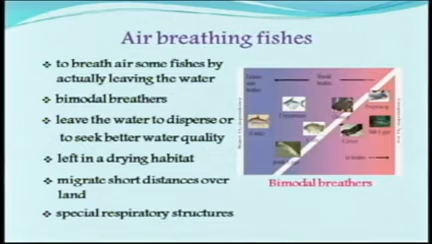 Air breathing fishes
to breath air some fishes by
actually leaving the water
bimodal breathers
leave the water to disperse or
to seek better water quality
left in a drying habitat
migrate short distances over
land
special respiratory structures
Bimodal breathers